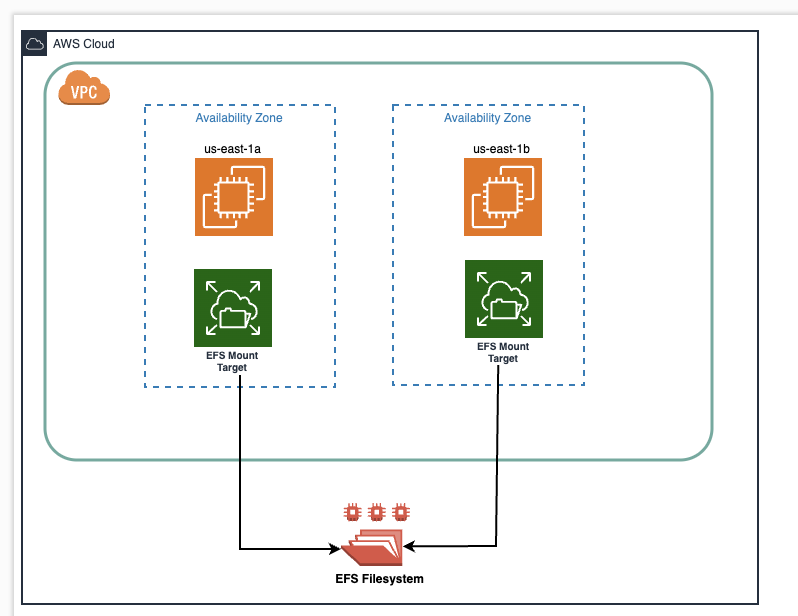 AWS Cloud
VPC
Availability Zone
us-east-1a
EFS Mount
Target
Availability Zone
us-east-1b
EFS Mount
Target
EFS Filesystem